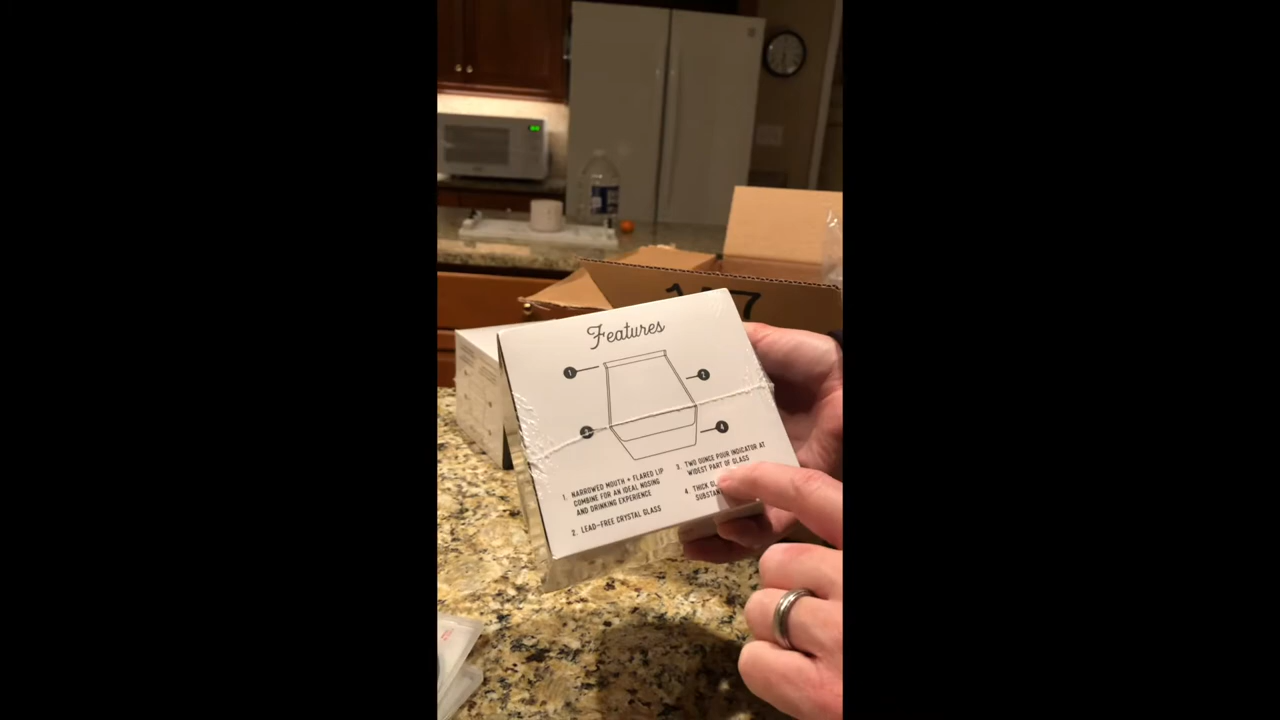 Features
1
2
4
1. NARROWED MOUTH + FLARED LIP
COMBINE FOR AN IDEAL NOSING
AND DRINKING EXPERIENCE
2. LEAD-FREE CRYSTAL GLASS
3. TWO OUNCE POUR INDICATOR AT
WIDEST PART OF GLASS
4. THICK